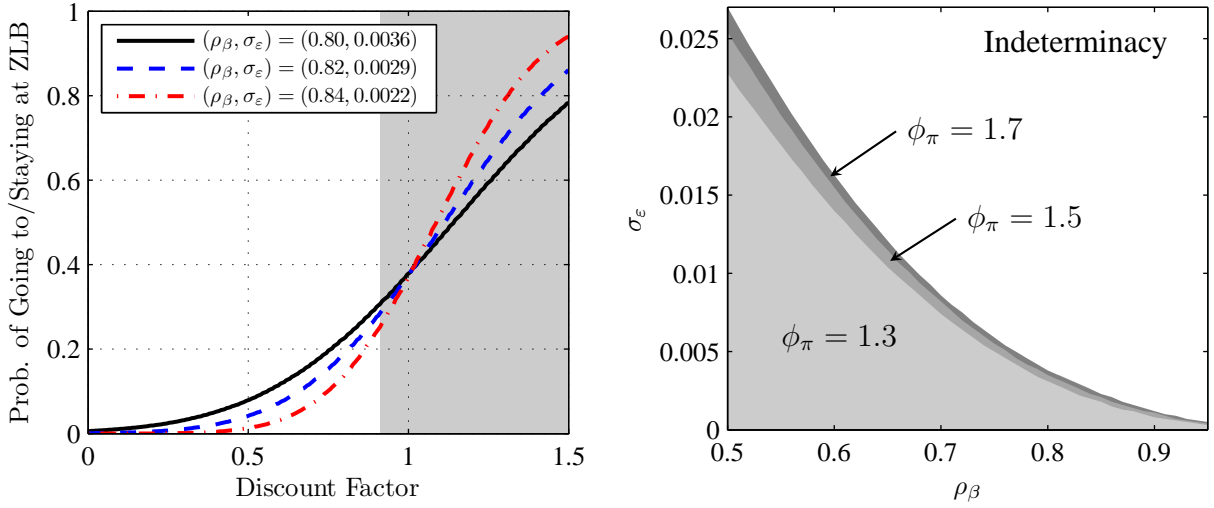 Prob. of Going to/Staying at ZLB
1
0.8
0.6
0.4
0.2
0
(ρβ, σε) = (0.80, 0.0036)
(ρβ, σε) = (0.82, 0.0029)
(ρβ, σε) = (0.84, 0.0022)
0 0.5 1 1.5
Discount Factor
σε
0.025
0.02
0.015
0.01
0.005
0
Indeterminacy
ϕπ = 1.7
ϕπ = 1.5
ϕπ = 1.3
0.5 0.6 0.7 0.8 0.9
ρβ